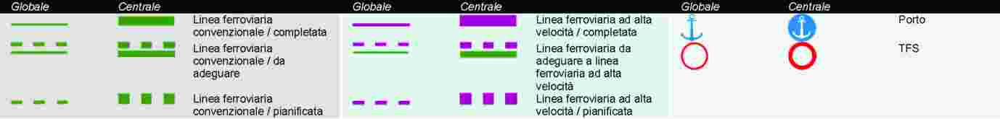 Globale Centrale Globale Centrale Globale Centrale
Linea ferroviaria
convenzionale / completata
Linea ferroviaria
convenzionale / da
adeguare
Linea ferroviaria
convenzionale / pianificata
Linea ferroviaria ad alta
velocità / completata
Linea ferroviaria da
adeguare a linea
ferroviaria ad alta
velocità
Linea ferroviaria ad alta
velocità / pianificata
Porto
TFS